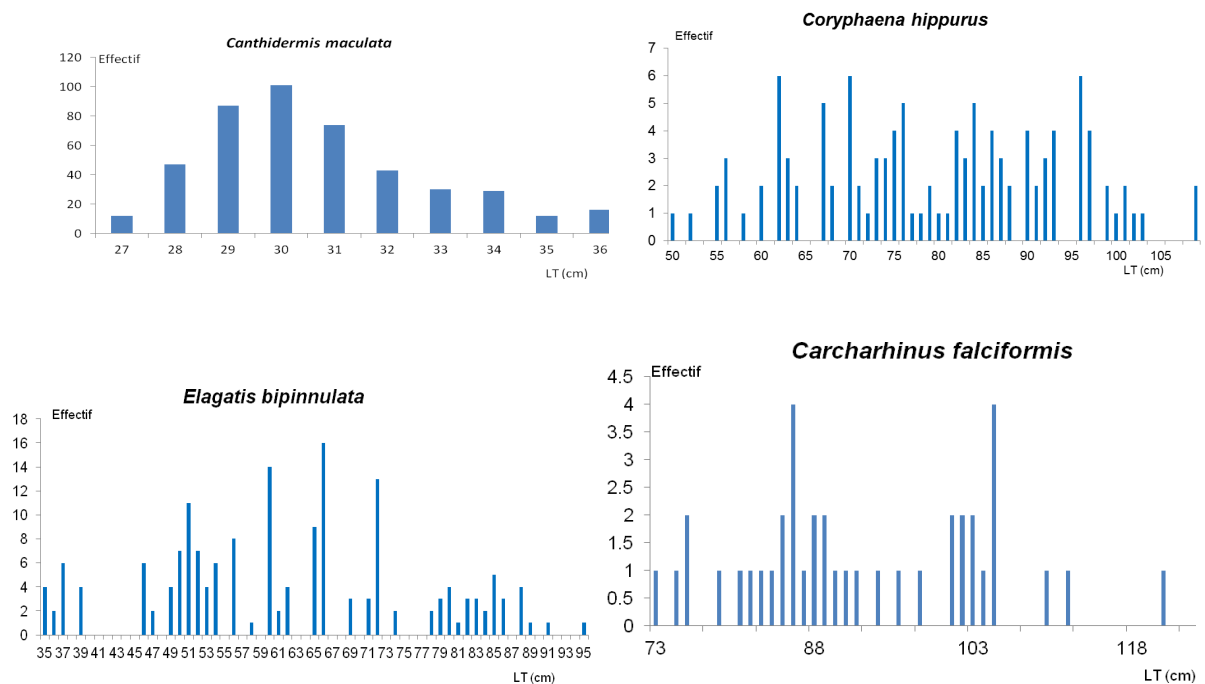 Canthidermis maculata
Effectif
120
100
80
60
40
20
0
27 28 29 30 31 32 33 34 35 36
LT (cm)
Coryphaena hippurus
Effectif
7
6
5
4
3
2
1
0
50 55 60 65 70 75 80 85 90 95 100 105
LT (cm)
Elagatis bipinnulata
Effectif
18
16
14
12
10
8
6
4
2
0
35 37 39 41 43 45 47 49 51 53 55 57 59 61 63 65 67 69 71 73 75 77 79 81 83 85 87 89 91 93 95
LT (cm)
Carcharhinus falciformis
Effectif
4.5
4
3.5
3
2.5
2
1.5
1
0.5
0
73 88 103 118
LT (cm)